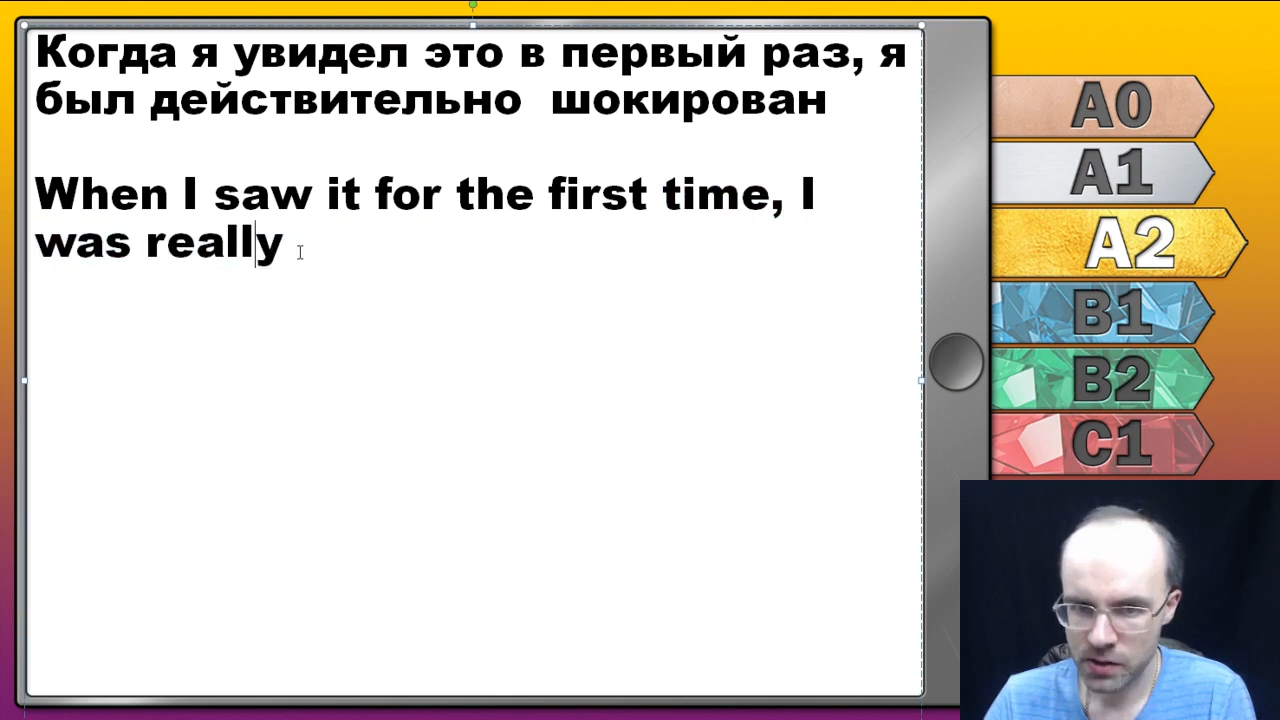 Когда я увидел это в первый раз, я
был действительно  шокирован
When I saw it for the first time, I
was really
A0
A1
A2
B1
B2
C1